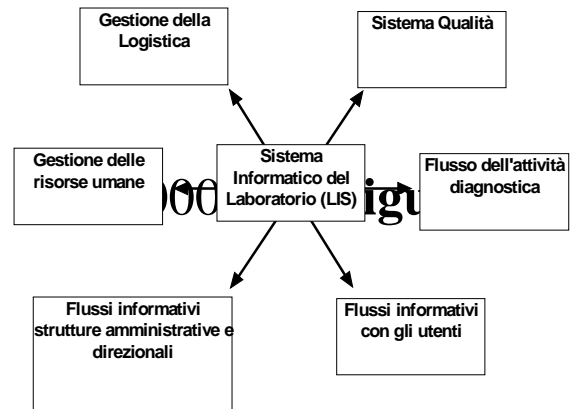 Gestione della
Logistica
Sistema Qualità
Gestione delle
risorse umane
Sistema
Informatico del
Laboratorio (LIS)
Flusso dell'attività
diagnostica
Flussi informativi
strutture amministrative e
direzionali
Flussi informativi
con gli utenti